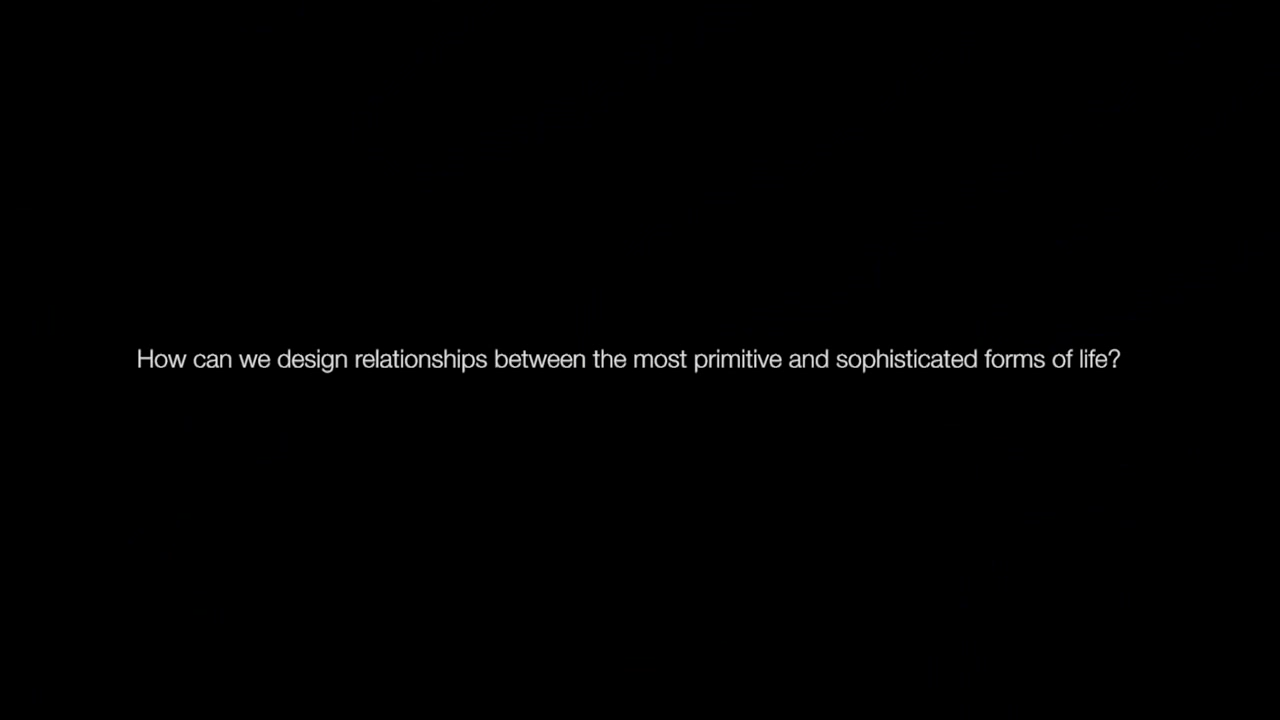 How can we design relationships between the most primitive and sophisticated forms of life?